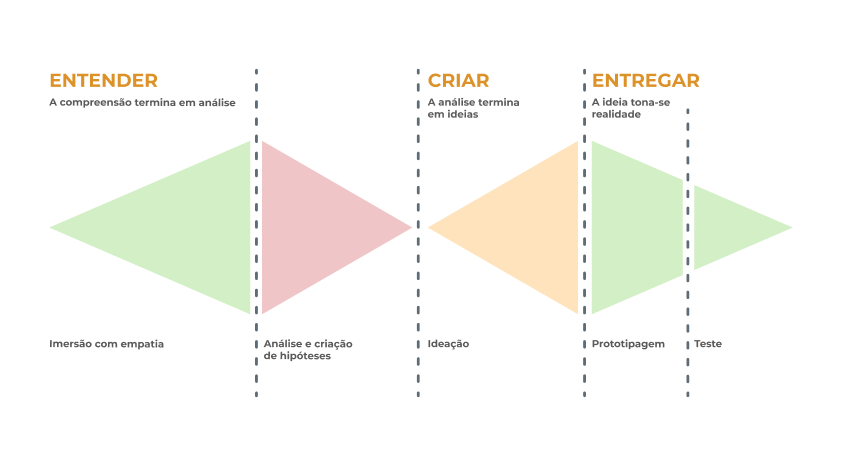 ENTENDER
A compreensão termina em análise
CRIAR
A análise termina
em ideias
ENTREGAR
A ideia tona-se
realidade
Imersão com empatia
Análise e criação
de hipóteses
Ideação
Prototipagem
Teste